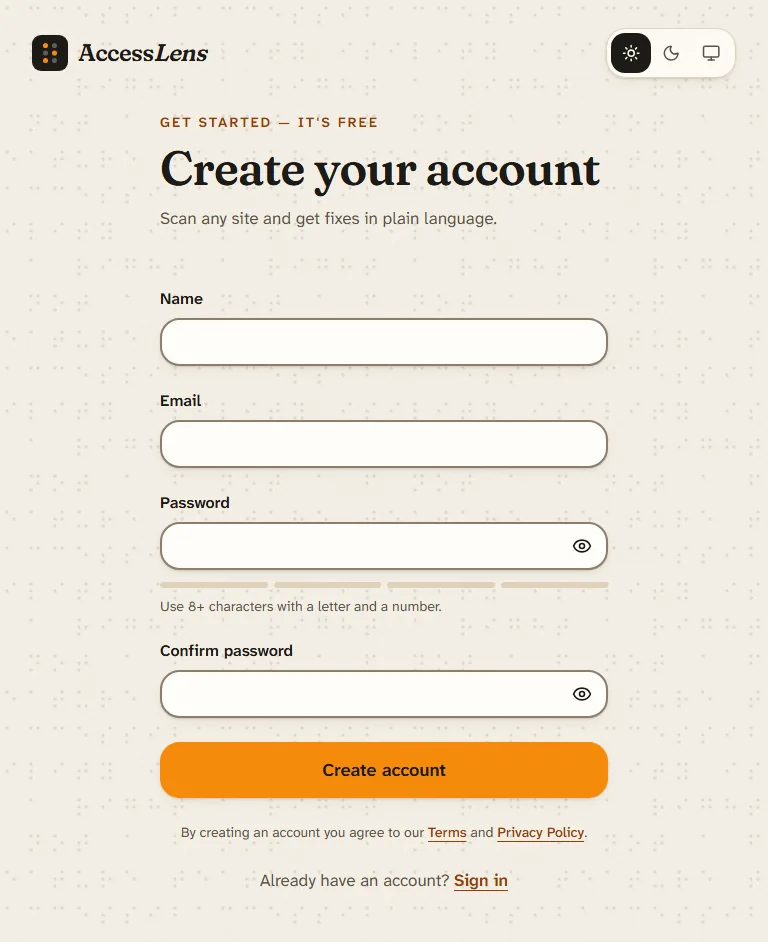 AccessLens
GET STARTED — IT'S FREE
Create your account
Scan any site and get fixes in plain language.
Name
Email
Password
Use 8+ characters with a letter and a number.
Confirm password
Create account
By creating an account you agree to our Terms and Privacy Policy.
Already have an account? Sign in